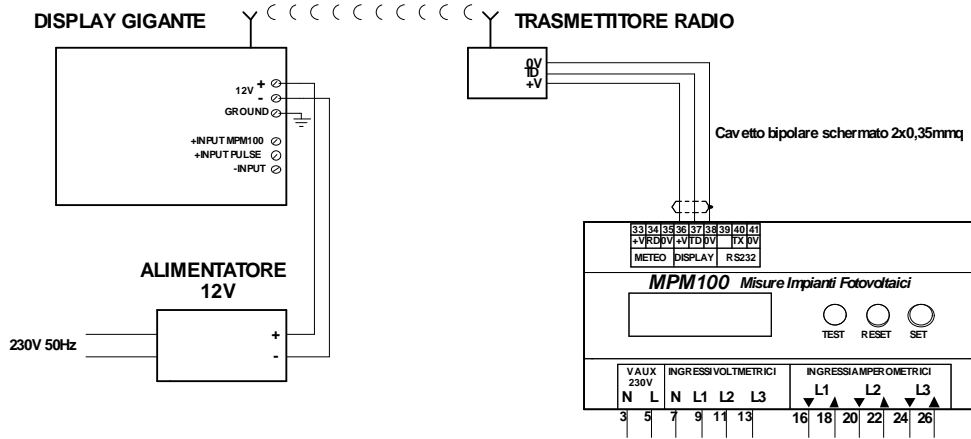 DISPLAY GIGANTE
TRASMETTITORE RADIO
0V
TD
+V
12V +
-
GROUND
+INPUT MPM100
+INPUT PULSE
-INPUT
Cavetto bipolare schermato 2x0,35mmq
ALIMENTATORE
12V
+
-
230V 50Hz
33 34 35 36 37 38 39 40 41
+V RD 0V +V TD 0V TX 0V
METEO DISPLAY RS232
MPM100 Misure Impianti Fotovoltaici
TEST RESET SET
VAUX
230V
N L
INGRESSI VOLTMETRICI
N L1 L2 L3
INGRESSI AMPEROMETRICI
L1 L2 L3
3 5 7 9 11 13 16 18 20 22 24 26